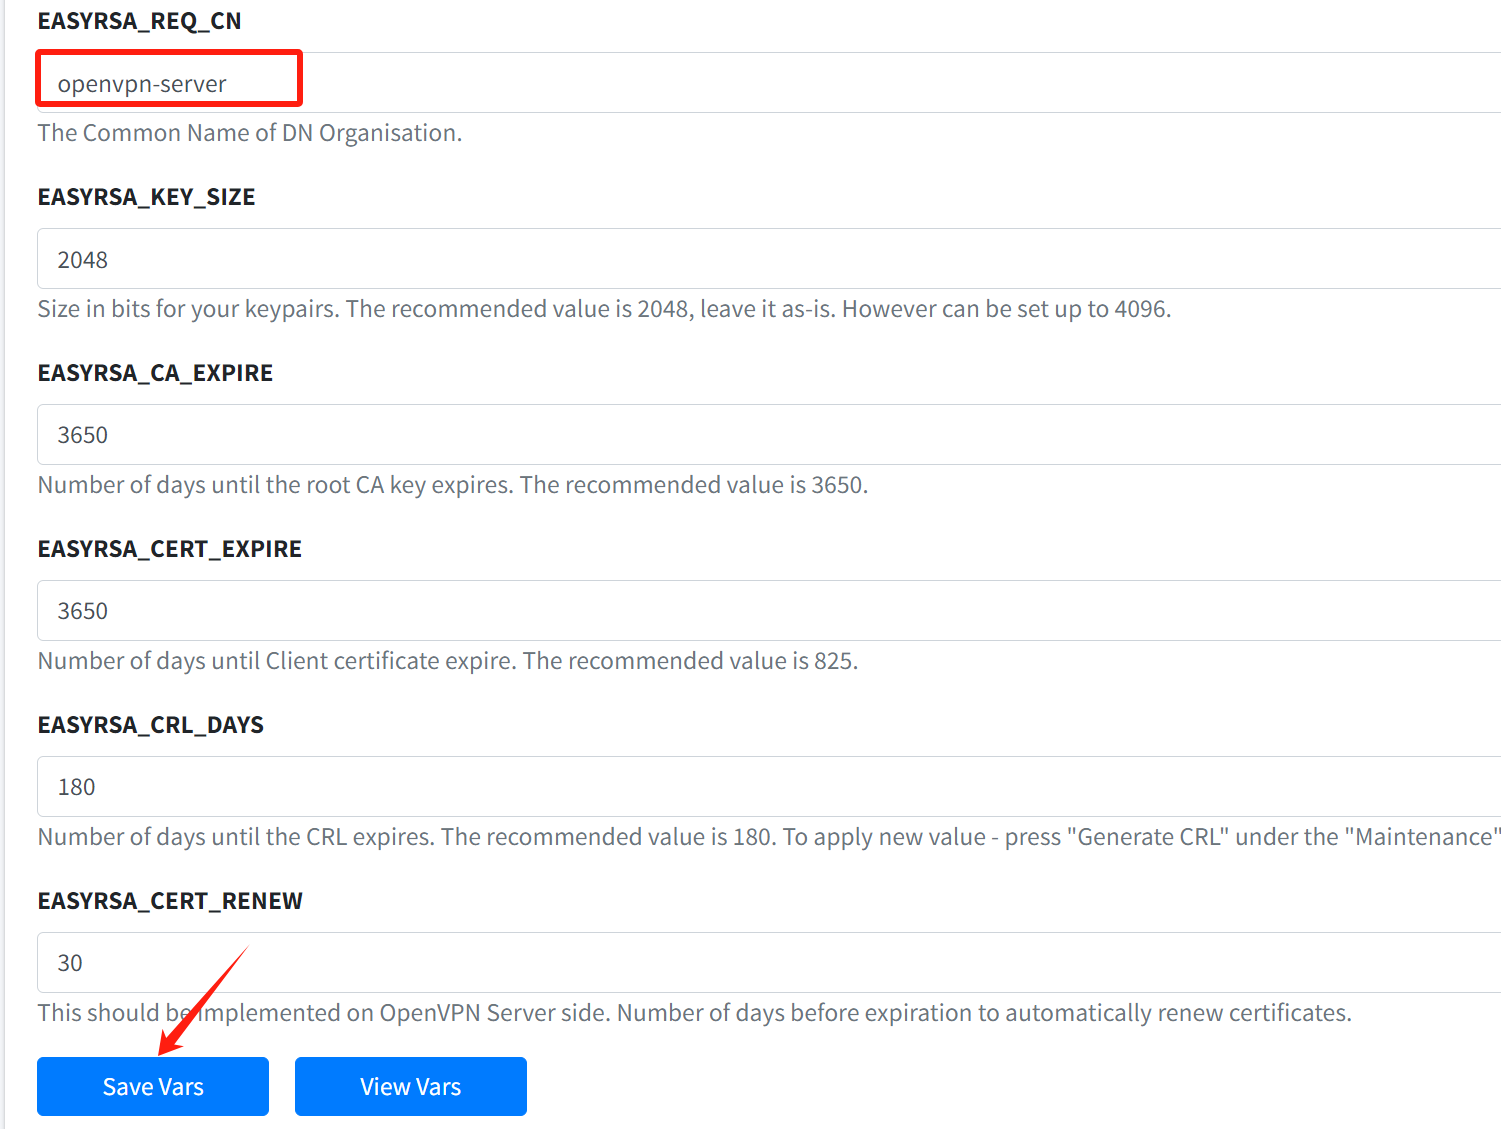 EASYRSA_REQ_CN
openvpn-server
The Common Name of DN Organisation.
EASYRSA_KEY_SIZE
2048
Size in bits for your keypairs. The recommended value is 2048, leave it as-is. However can be set up to 4096.
EASYRSA_CA_EXPIRE
3650
Number of days until the root CA key expires. The recommended value is 3650.
EASYRSA_CERT_EXPIRE
3650
Number of days until Client certificate expire. The recommended value is 825.
EASYRSA_CRL_DAYS
180
Number of days until the CRL expires. The recommended value is 180. To apply new value - press "Generate CRL" under the "Maintenance"
EASYRSA_CERT_RENEW
30
This should be implemented on OpenVPN Server side. Number of days before expiration to automatically renew certificates.
Save Vars View Vars